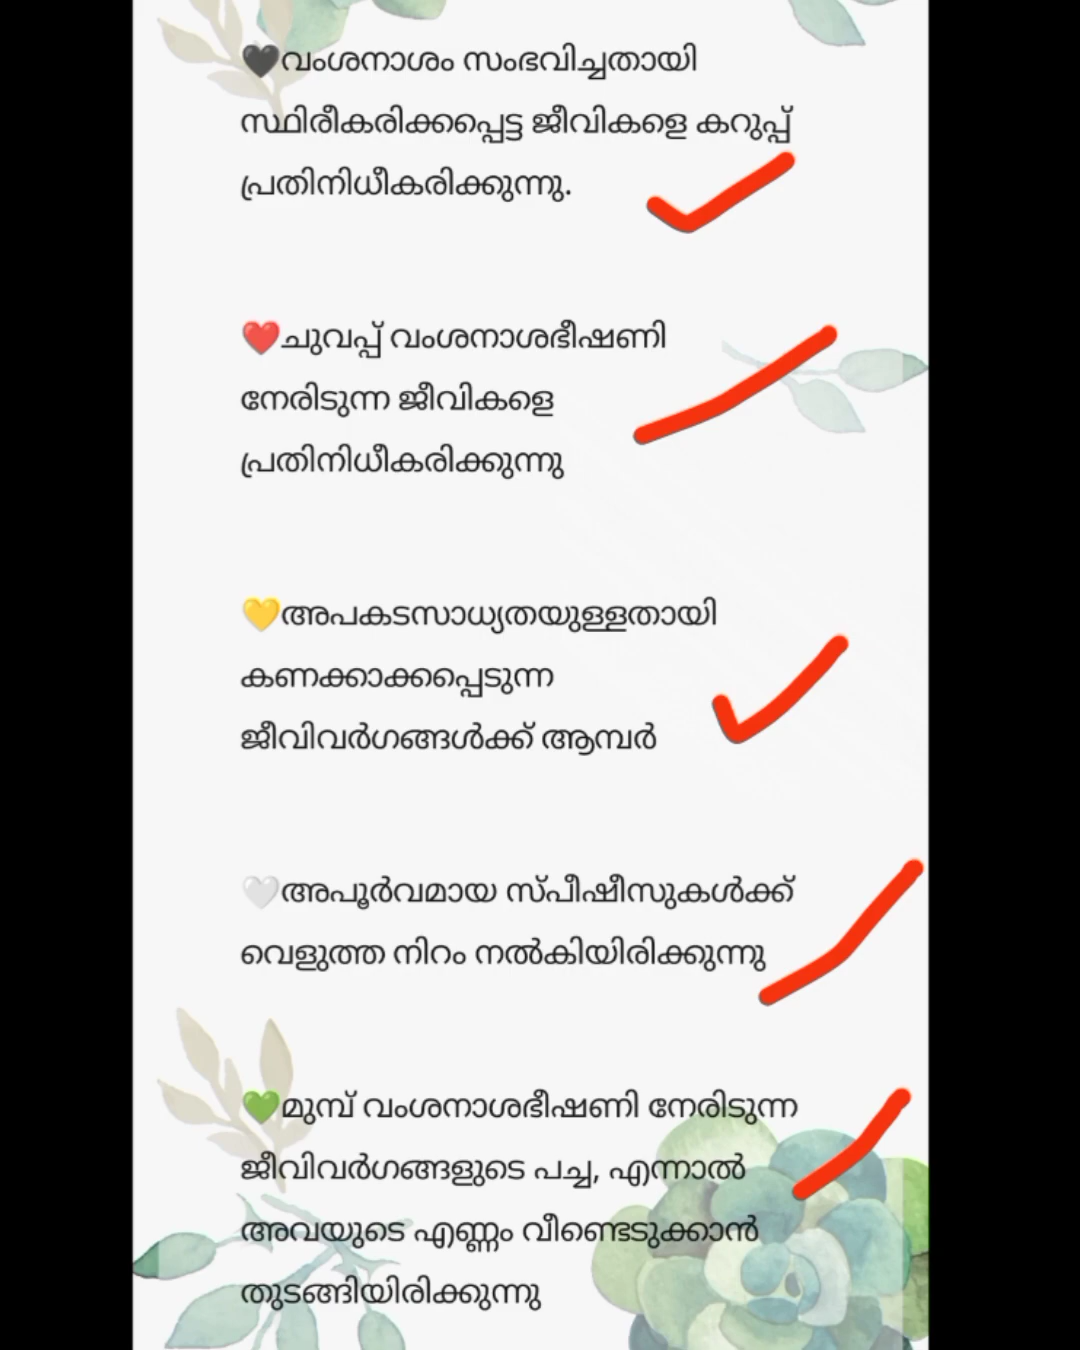 🖤വംശനാശം സംഭവിച്ചതായി
സ്ഥിരീകരിക്കപ്പെട്ട ജീവികളെ കറുപ്പ്
പ്രതിനിധീകരിക്കുന്നു.
❤️ചുവപ്പ് വംശനാശഭീഷണി
നേരിടുന്ന ജീവികളെ
പ്രതിനിധീകരിക്കുന്നു
💛അപകടസാധ്യതയുള്ളതായി
കണക്കാക്കപ്പെടുന്ന
ജീവിവർഗങ്ങൾക്ക് ആമ്പർ
🤍അപൂർവമായ സ്പീഷീസുകൾക്ക്
വെളുത്ത നിറം നൽകിയിരിക്കുന്നു
💚മുമ്പ് വംശനാശഭീഷണി നേരിടുന്ന
ജീവിവർഗങ്ങളുടെ പച്ച, എന്നാൽ
അവയുടെ എണ്ണം വീണ്ടെടുക്കാൻ
തുടങ്ങിയിരിക്കുന്നു